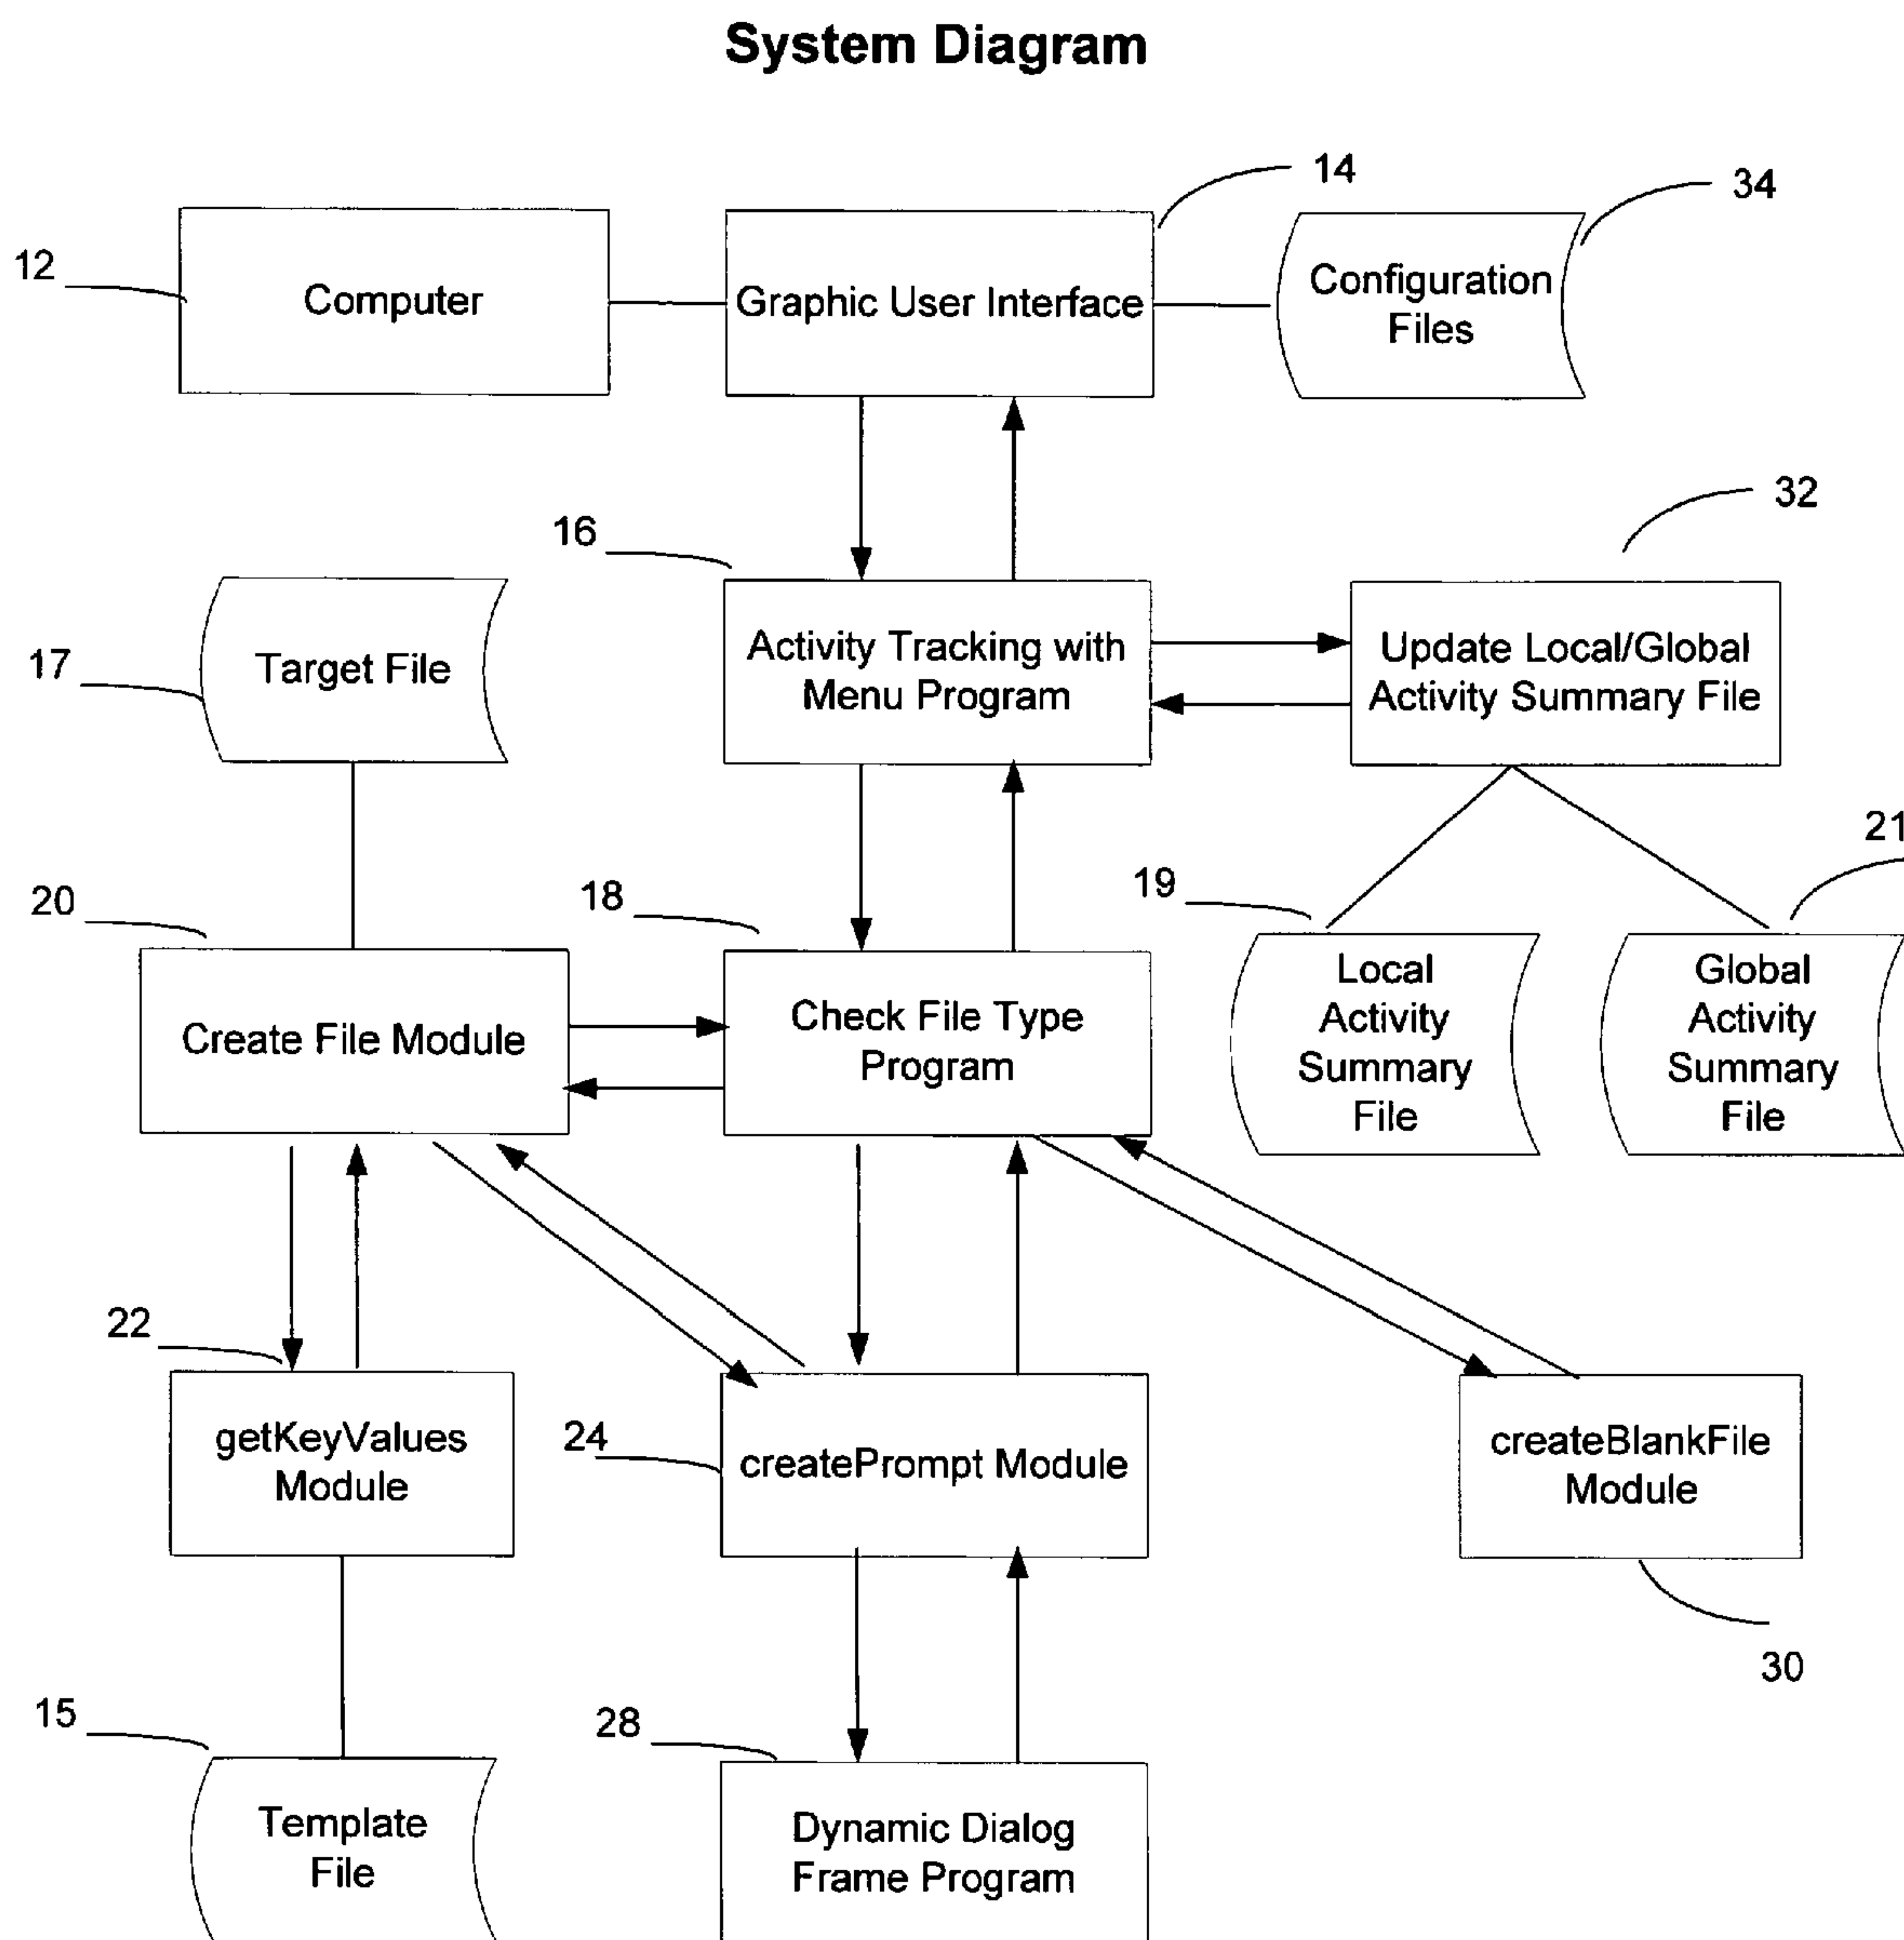 System Diagram
14
34
12
Computer
Graphic User Interface
Configuration
Files
32
16
17
Target File
Activity Tracking with
Menu Program
Update Local/Global
Activity Summary File
21
20
18
19
Create File Module
Check File Type
Program
Local
Activity
Summary
File
Global
Activity
Summary
File
22
24
getKeyValues
Module
createPrompt Module
createBlankFile
Module
30
15
28
Template
File
Dynamic Dialog
Frame Program